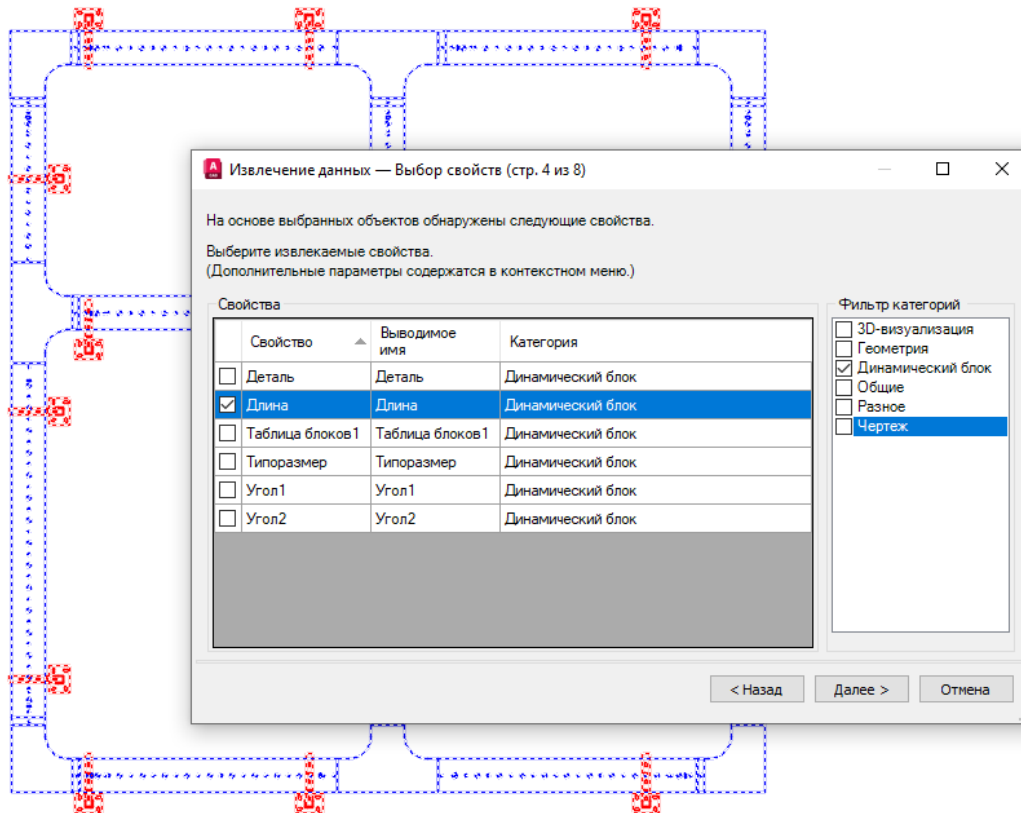 Извлечение данных — Выбор свойств (стр. 4 из 8)
На основе выбранных объектов обнаружены следующие свойства.
Выберите извлекаемые свойства.
(Дополнительные параметры содержатся в контекстном меню.)
Свойства
Свойство Выводимое имя Категория
Деталь Деталь Динамический блок
Длина Длина Динамический блок
Таблица блоков1 Таблица блоков1 Динамический блок
Типоразмер Типоразмер Динамический блок
Угол1 Угол1 Динамический блок
Угол2 Угол2 Динамический блок
Фильтр категорий
3D-визуализация
Геометрия
Динамический блок
Общие
Разное
Чертеж
< Назад Далее > Отмена